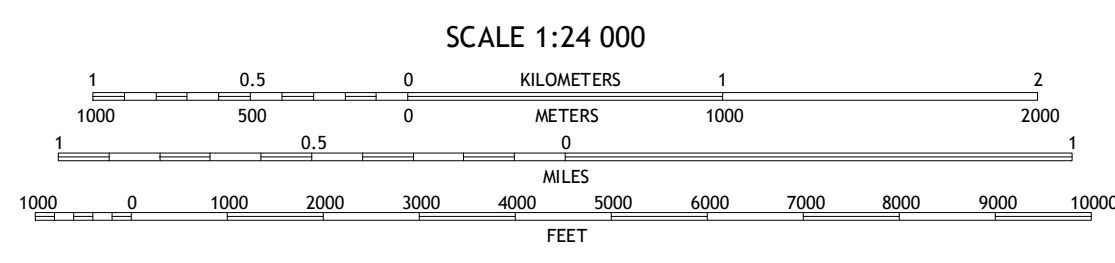 SCALE 1:24 000
1 0.5 0 KILOMETERS 1 2
1000 500 0 METERS 1000 2000
1 0.5 0 1
MILES
1000 0 1000 2000 3000 4000 5000 6000 7000 8000 9000 10000
FEET